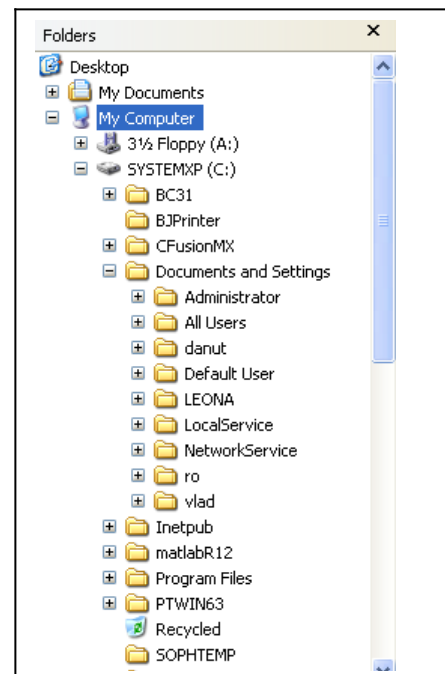 Folders
Desktop
My Documents
My Computer
3½ Floppy (A:)
SYSTEMXP (C:)
BC31
BJPrinter
CFusionMX
Documents and Settings
Administrator
All Users
danut
Default User
LEONA
LocalService
NetworkService
ro
vlad
Inetpub
matlabR12
Program Files
PTWIN63
Recycled
SOPHTEMP